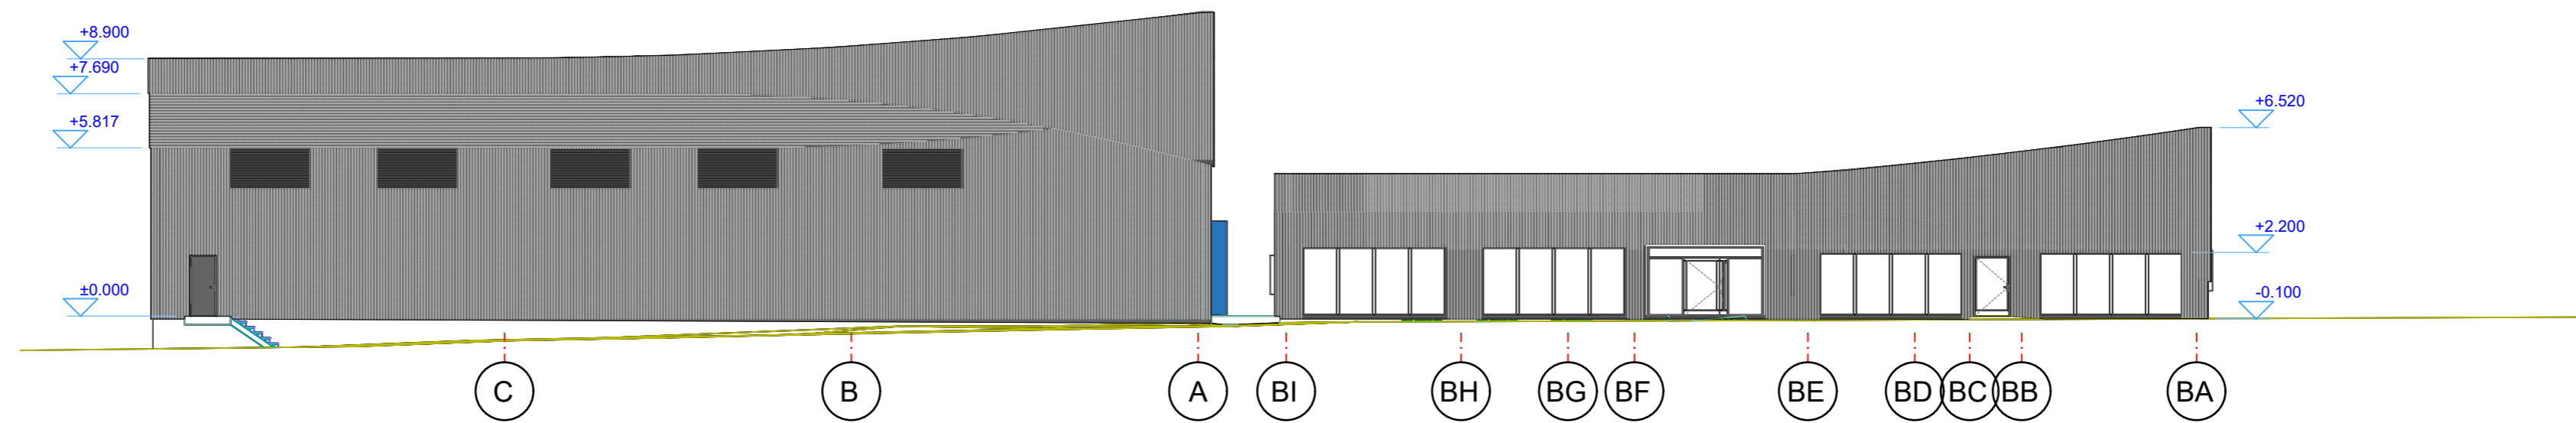 +8.900
+7.690
+5.817
±0.000
+6.520
+2.200
-0.100
C
B
A
BI
BH
BG
BF
BE
BD
BC
BB
BA